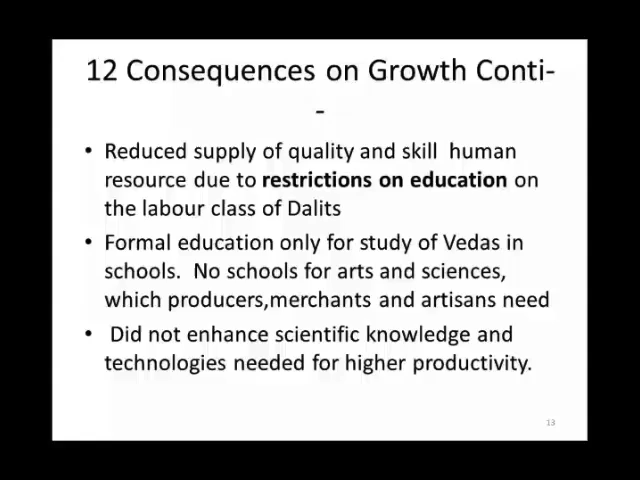 12 Consequences on Growth Conti-
-
• Reduced supply of quality and skill human
resource due to restrictions on education on
the labour class of Dalits
• Formal education only for study of Vedas in
schools. No schools for arts and sciences,
which producers,merchants and artisans need
• Did not enhance scientific knowledge and
technologies needed for higher productivity.
13